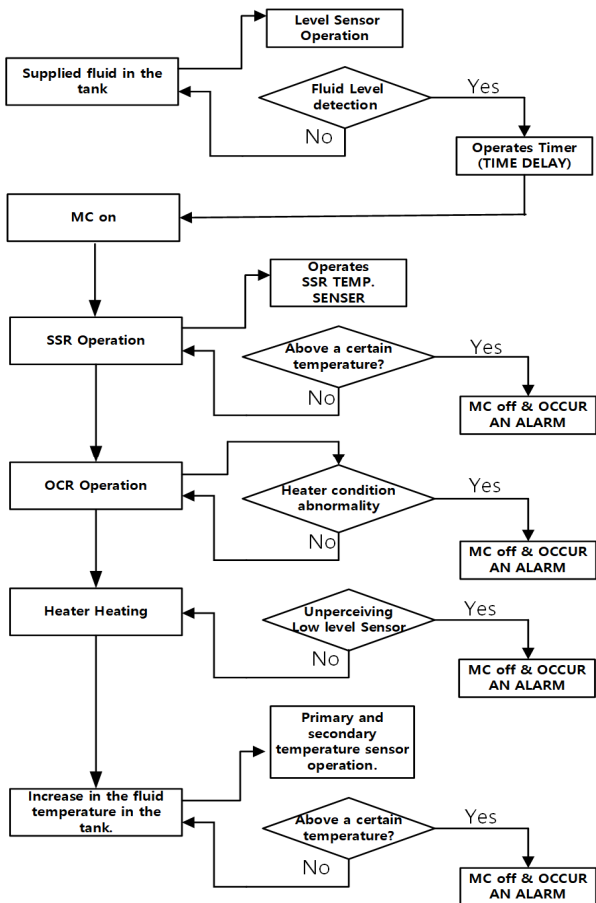 Level Sensor
Operation
Supplied fluid in the
tank
Fluid Level
detection
Yes
No
Operates Timer
(TIME DELAY)
MC on
Operates
SSR TEMP.
SENSER
SSR Operation
Above a certain
temperature?
Yes
No
MC off & OCCUR
AN ALARM
OCR Operation
Heater condition
abnormality
Yes
No
MC off & OCCUR
AN ALARM
Heater Heating
Unperceiving
Low level Sensor
Yes
No
MC off & OCCUR
AN ALARM
Primary and
secondary
temperature sensor
operation.
Increase in the fluid
temperature in the
tank.
Above a certain
temperature?
Yes
No
MC off & OCCUR
AN ALARM